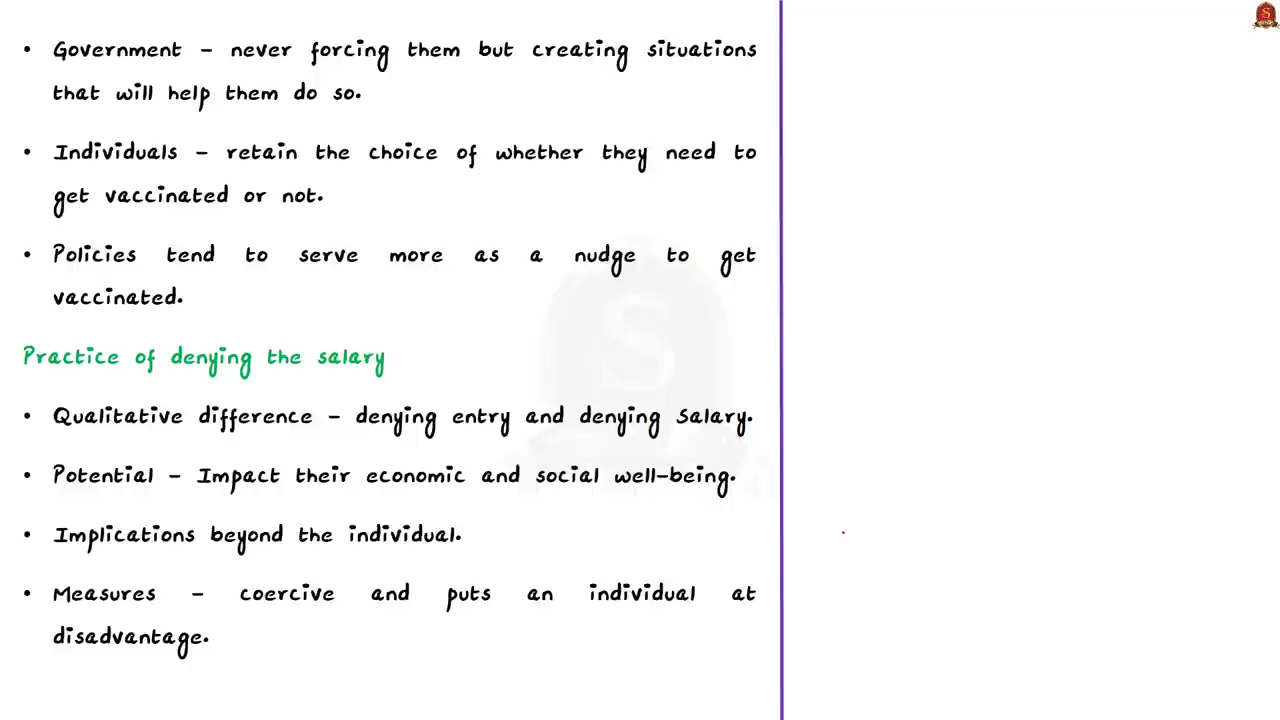 • Government – never forcing them but creating situations
that will help them do so.
• Individuals – retain the choice of whether they need to
get vaccinated or not.
• Policies tend to serve more as a nudge to get
vaccinated.
Practice of denying the salary
• Qualitative difference – denying entry and denying Salary.
• Potential – Impact their economic and social well-being.
• Implications beyond the individual.
• Measures – coercive and puts an individual at
disadvantage.